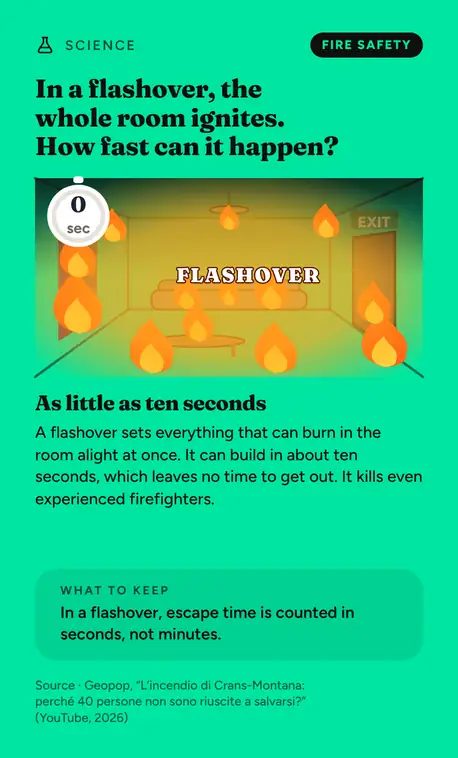 SCIENCE
FIRE SAFETY
In a flashover, the
whole room ignites.
How fast can it happen?
0
sec
EXIT
FLASHOVER
As little as ten seconds
A flashover sets everything that can burn in the
room alight at once. It can build in about ten
seconds, which leaves no time to get out. It kills even
experienced firefighters.
WHAT TO KEEP
In a flashover, escape time is counted in
seconds, not minutes.
Source · Geopop, “L’incendio di Crans-Montana:
perché 40 persone non sono riuscite a salvarsi?”
(YouTube, 2026)